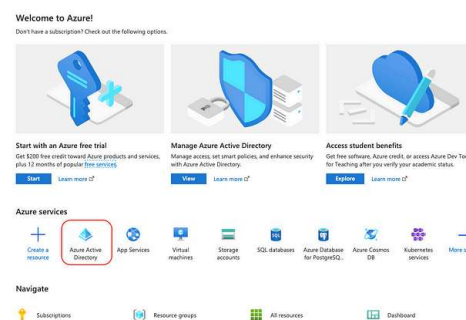 Welcome to Azure!
Don't have a subscription? Check out the following options.
Start with an Azure free trial
Get $200 free credit toward Azure products and services,
plus 12 months of popular free services.
Start Learn more
Manage Azure Active Directory
Manage access, set smart policies, and enhance security
with Azure Active Directory.
View Learn more
Access student benefits
Get free software, Azure credit, or access Azure Dev Too
for Teaching after you verify your academic status.
Explore Learn more
Azure services
Create a
resource
Azure Active
Directory
App Services
Virtual
machines
Storage
accounts
SQL
SQL databases
Azure Database
for PostgreSQ...
Azure Cosmos
DB
Kubernetes
services
More s
Navigate
Subscriptions
Resource groups
All resources
Dashboard